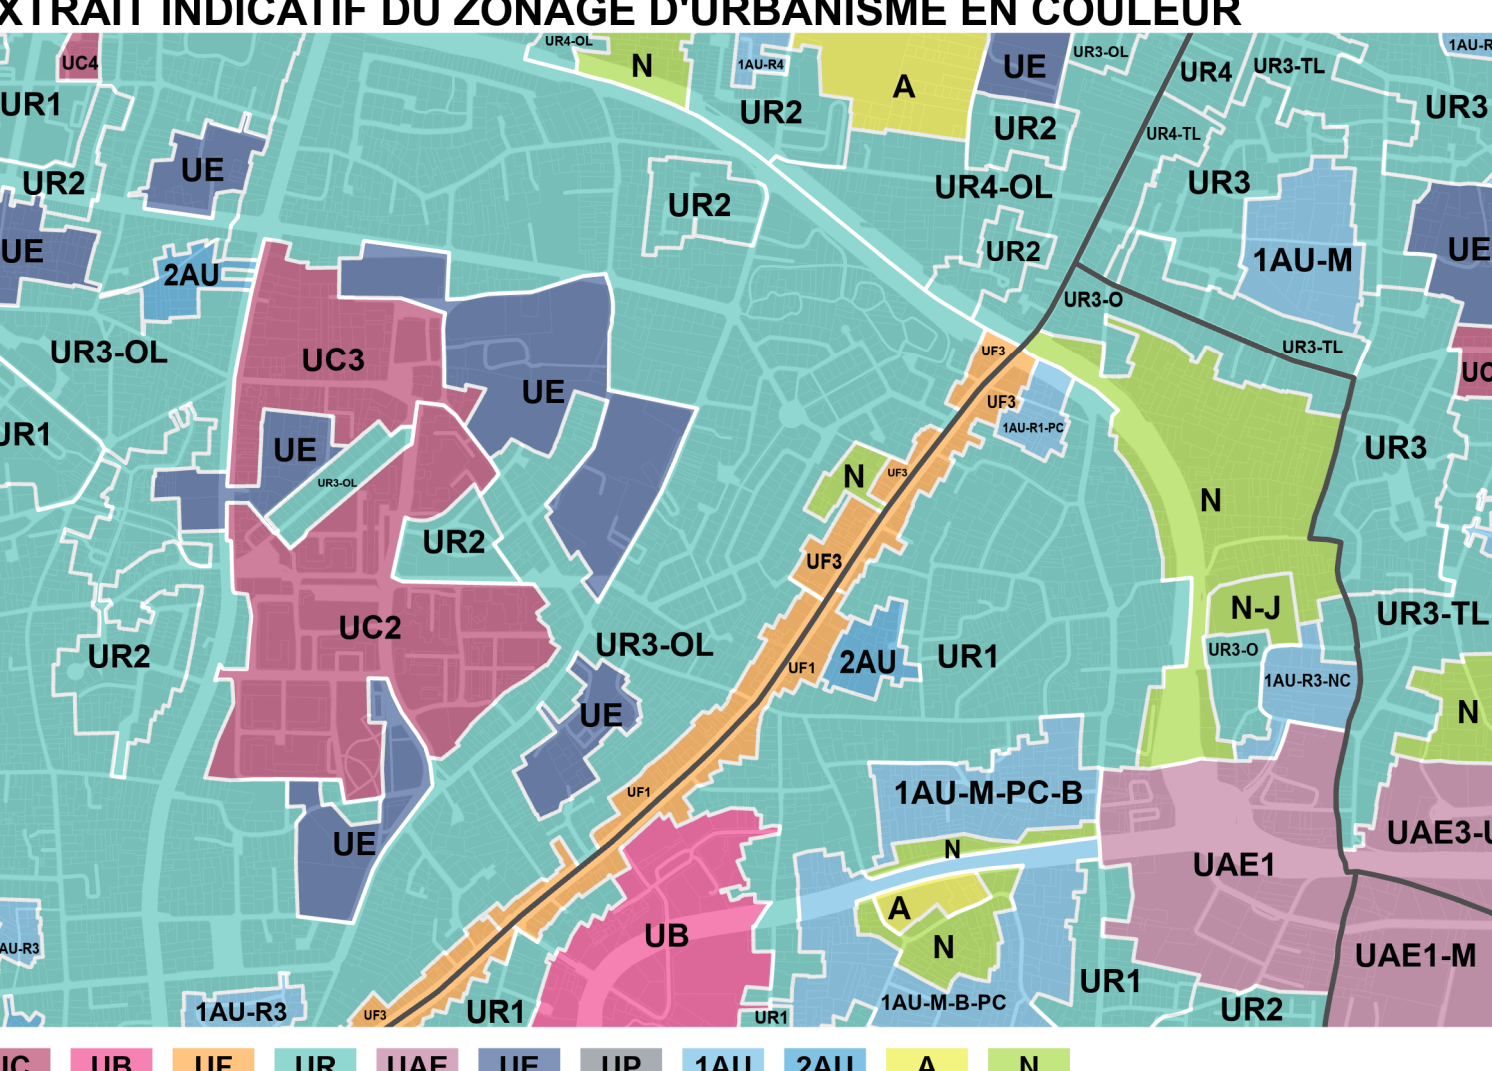 XTRAIT INDICATIF DU ZONAGE D'URBANISME EN COULEUR
UC4
UR4-OL
N
1AU-R4
A
UE
UR3-OL
UR4
UR3-TL
1AU-R
UR1
UR2
UR2
UR3
UR4-TL
UE
UR2
UR4-OL
UR3
UR2
UE
2AU
UR2
1AU-M
UE
UR3-O
UR3-OL
UC3
UF3
UR3-TL
UC
UE
UF3
UR1
1AU-R1-PC
UE
UR3
UR3-OL
N
UF3
N
UR2
UF3
N-J
UR3-TL
UC2
UR3-OL
UR2
UF1
2AU
UR1
UR3-O
1AU-R3-NC
UE
N
UF1
1AU-M-PC-B
UE
N
UAE1
UAE3-U
A
UB
N
AU-R3
UAE1-M
UR1
1AU-R3
UF3
UR1
UR1
1AU-M-B-PC
UR2
UC UB UF UR UAE UE UP 1AU 2AU A N